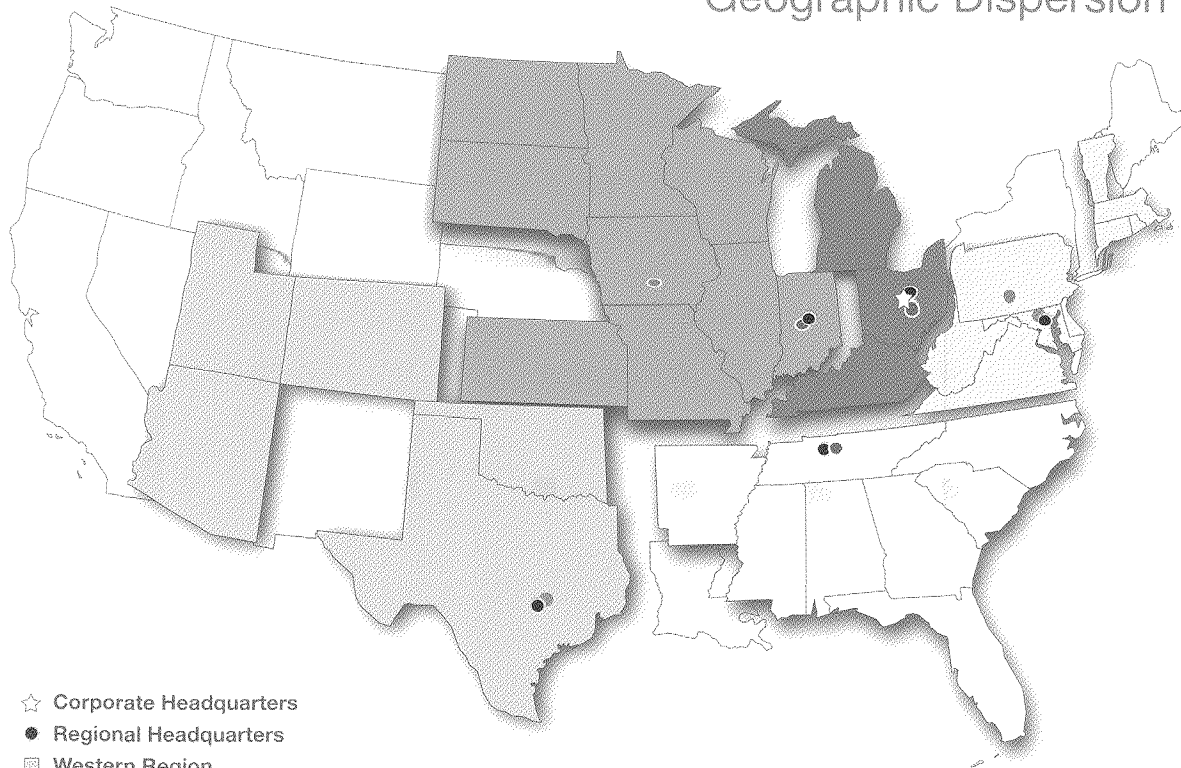 Geographic Dispersion
Corporate Headquarters
Regional Headquarters
Western Region